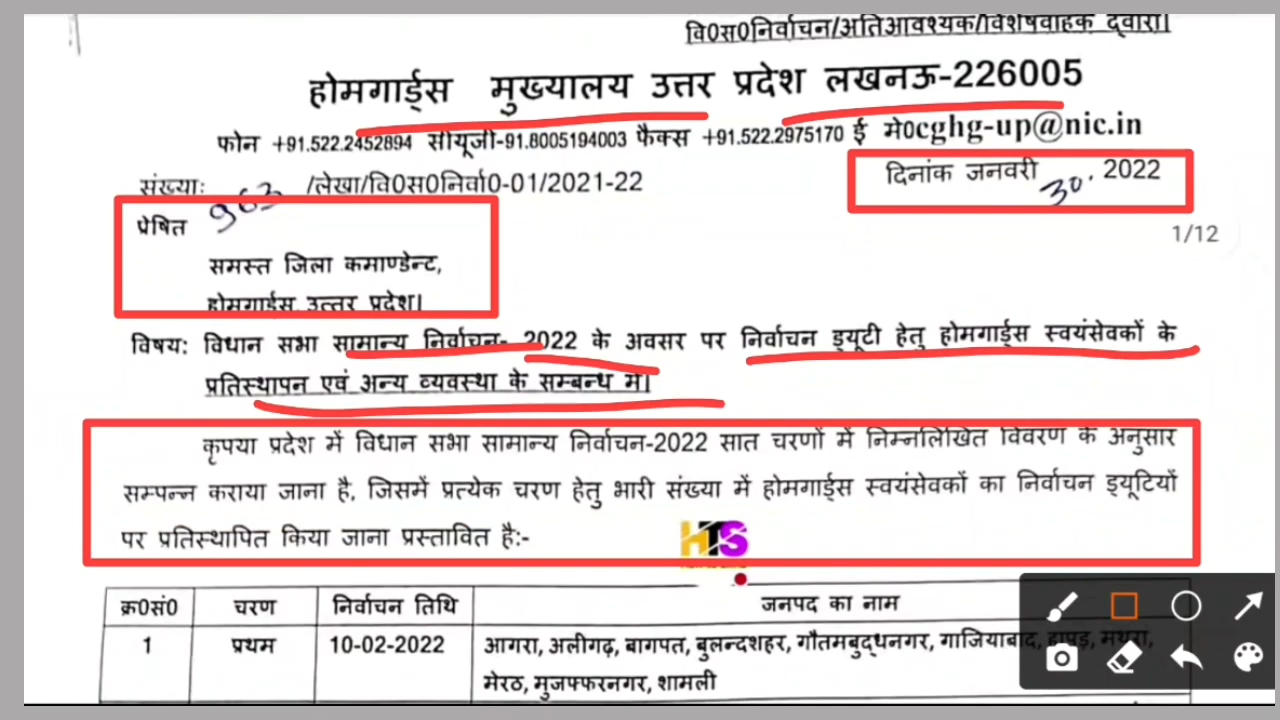 वि0स0निर्वाचन/अतिआवश्यक/विशेषवाहक द्वारा।
होमगार्ड्स मुख्यालय उत्तर प्रदेश लखनऊ-226005
फोन +91.522.2452894 सीयूजी-91.8005194003 फैक्स +91.522.2975170 ई मे0cghg-up@nic.in
संख्याः /लेखा/वि0स0निर्वा0-01/2021-22 दिनांक जनवरी 30, 2022
प्रेषित
1/12
समस्त जिला कमाण्डेन्ट,
होमगार्ड्स, उत्तर प्रदेश।
विषय: विधान सभा सामान्य निर्वाचन- 2022 के अवसर पर निर्वाचन ड्यूटी हेतु होमगार्ड्स स्वयंसेवकों के
प्रतिस्थापन एवं अन्य व्यवस्था के सम्बन्ध में।
कृपया प्रदेश में विधान सभा सामान्य निर्वाचन-2022 सात चरणों में निम्नलिखित विवरण के अनुसार
सम्पन्न कराया जाना है, जिसमें प्रत्येक चरण हेतु भारी संख्या में होमगार्ड्स स्वयंसेवकों का निर्वाचन ड्यूटियों
पर प्रतिस्थापित किया जाना प्रस्तावित है:-
HTS
क्र0सं0 चरण निर्वाचन तिथि जनपद का नाम
1 प्रथम 10-02-2022 आगरा, अलीगढ़, बागपत, बुलन्दशहर, गौतमबुद्धनगर, गाजियाबाद, हापुड़, मथुरा,
मेरठ, मुजफ्फरनगर, शामली